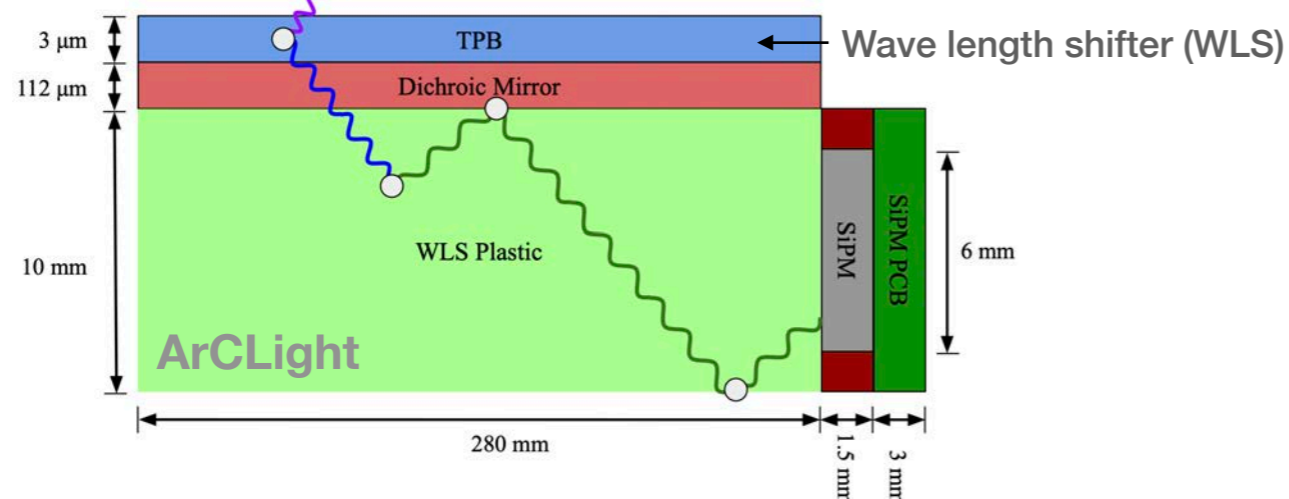 3 µm
TPB
Wave length shifter (WLS)
112 µm
Dichroic Mirror
10 mm
WLS Plastic
SiPM
SiPM PCB
6 mm
ArCLight
280 mm
1.5 mm
3 mm